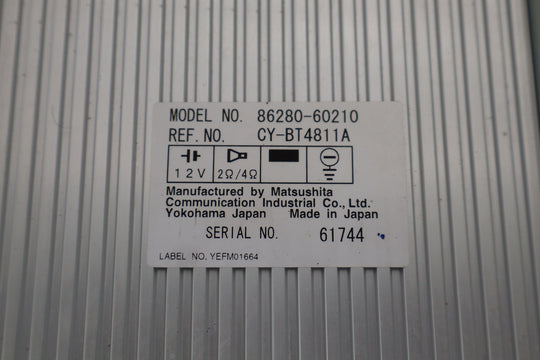 MODEL NO. 86280-60210
REF. NO. CY-BT4811A
12V 2Ω/4Ω
Manufactured by Matsushita
Communication Industrial Co., Ltd.
Yokohama Japan Made in Japan
SERIAL NO. 61744
LABEL NO. YEFM01664